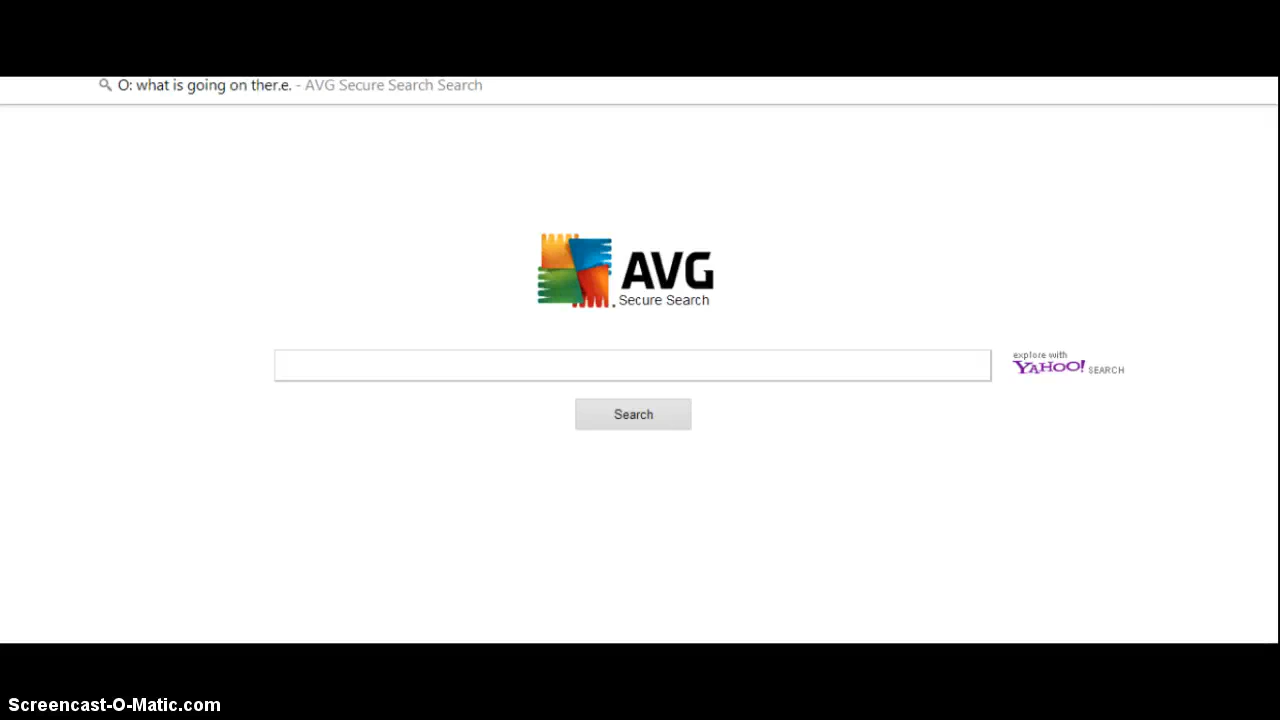 O: what is going on ther.e. - AVG Secure Search Search
AVG
Secure Search
explore with
YAHOO! SEARCH
Search
Screencast-O-Matic.com